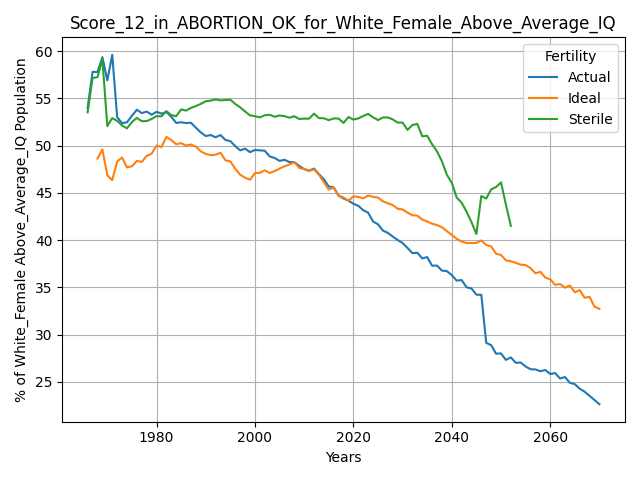 Score_12_in_ABORTION_OK_for_White_Female_Above_Average_IQ
% of White_Female Above_Average_IQ Population
60
55
50
45
40
35
30
25
Fertility
Actual
Ideal
Sterile
1980
2000
2020
2040
2060
Years